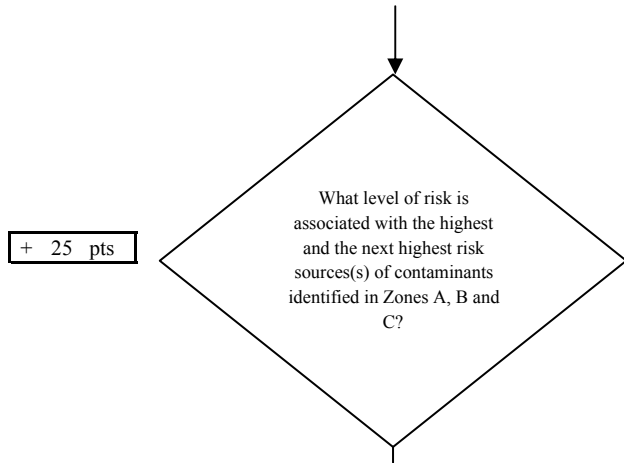 What level of risk is
associated with the highest
and the next highest risk
sources(s) of contaminants
identified in Zones A, B and
C?
+ 25 pts